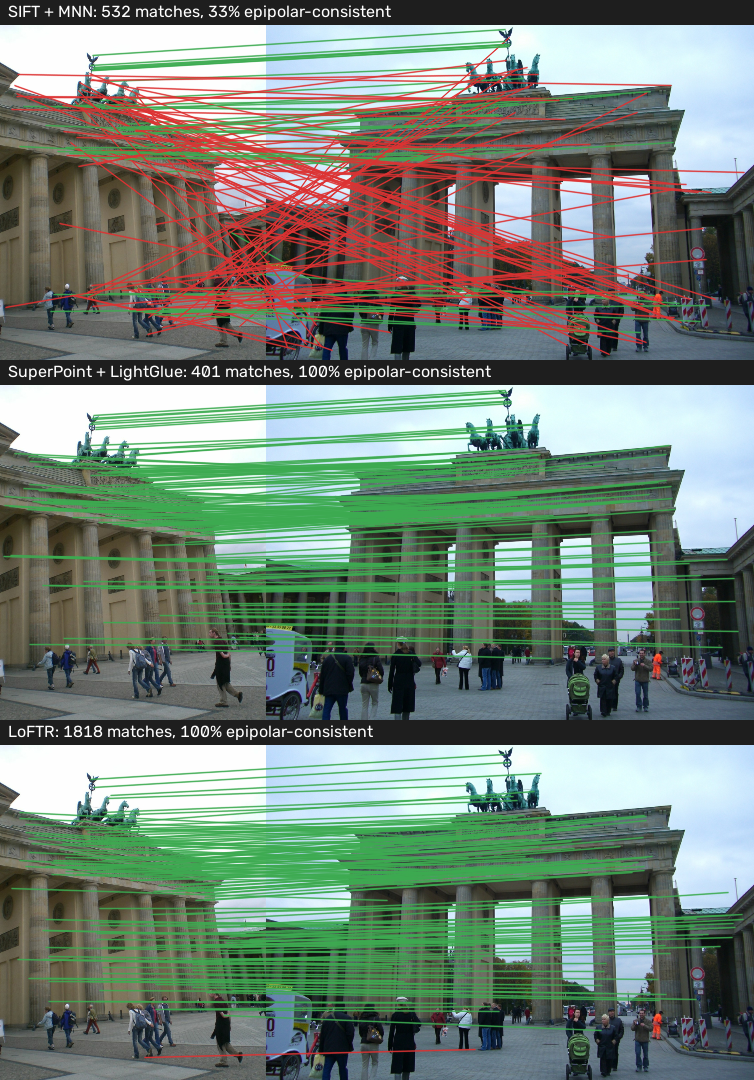 SIFT + MNN: 532 matches, 33% epipolar-consistent
SuperPoint + LightGlue: 401 matches, 100% epipolar-consistent
LoFTR: 1818 matches, 100% epipolar-consistent